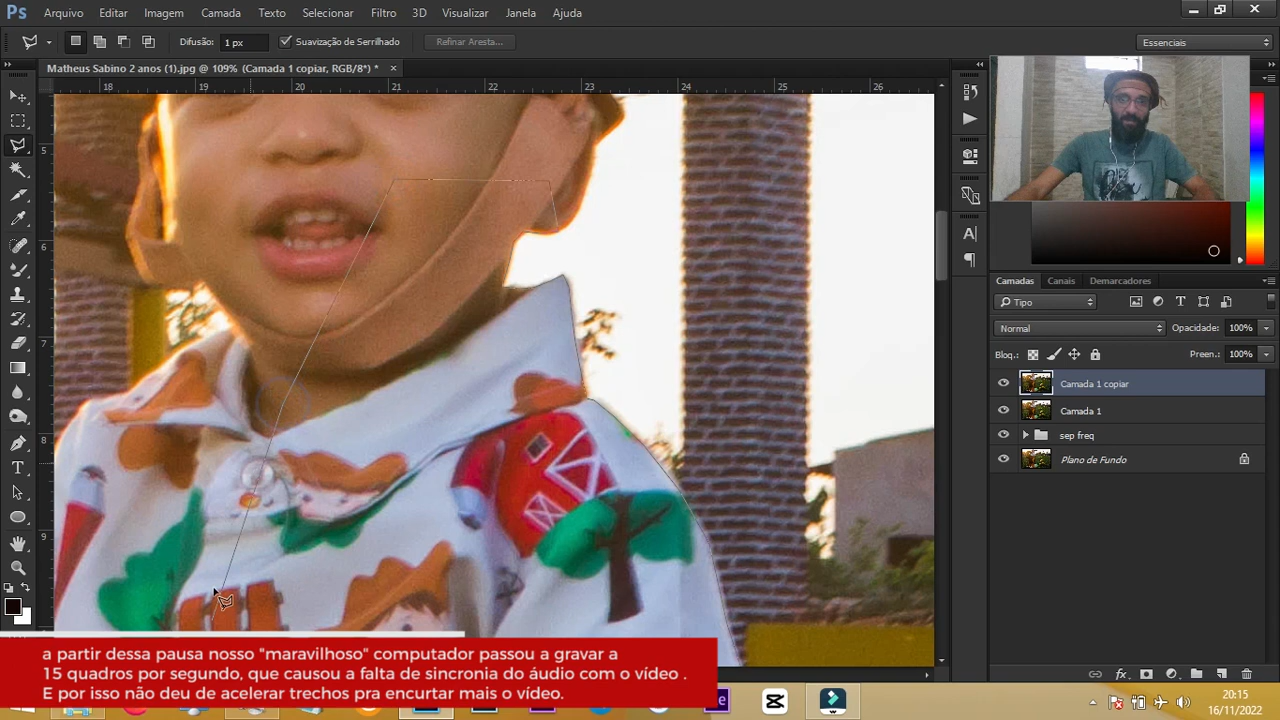 Ps Arquivo Editar Imagem Camada Texto Selecionar Filtro 3D Visualizar Janela Ajuda
Difusão: 1 px Suavização de Serrilhado Refinar Aresta... Essenciais
Matheus Sabino 2 anos (1).jpg @ 109% (Camada 1 copiar, RGB/8*) * ×
18 19 20 21 22 23 24 25 26
5
6
7
8
9
Camadas Canais Demarcadores
Tipo
Normal Opacidade: 100%
Bloq.: Preen.: 100%
Camada 1 copiar
Camada 1
sep freq
Plano de Fundo
a partir dessa pausa nosso "maravilhoso" computador passou a gravar a
15 quadros por segundo, que causou a falta de sincronia do áudio com o vídeo .
E por isso não deu de acelerar trechos pra encurtar mais o vídeo.
20:15
16/11/2022